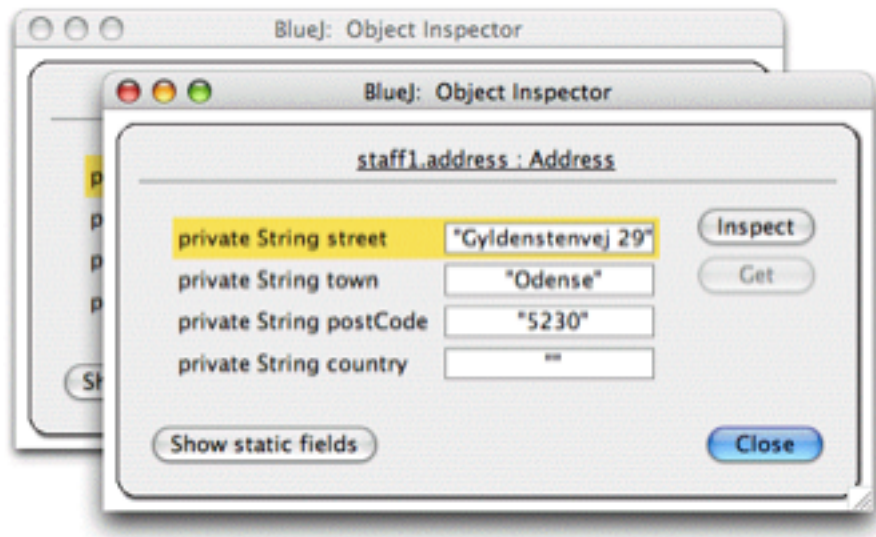 BlueJ: Object Inspector
BlueJ: Object Inspector
staff1.address : Address
private String street "Gyldenstenvej 29" Inspect
private String town "Odense" Get
private String postCode "5230"
private String country ""
Show static fields Close